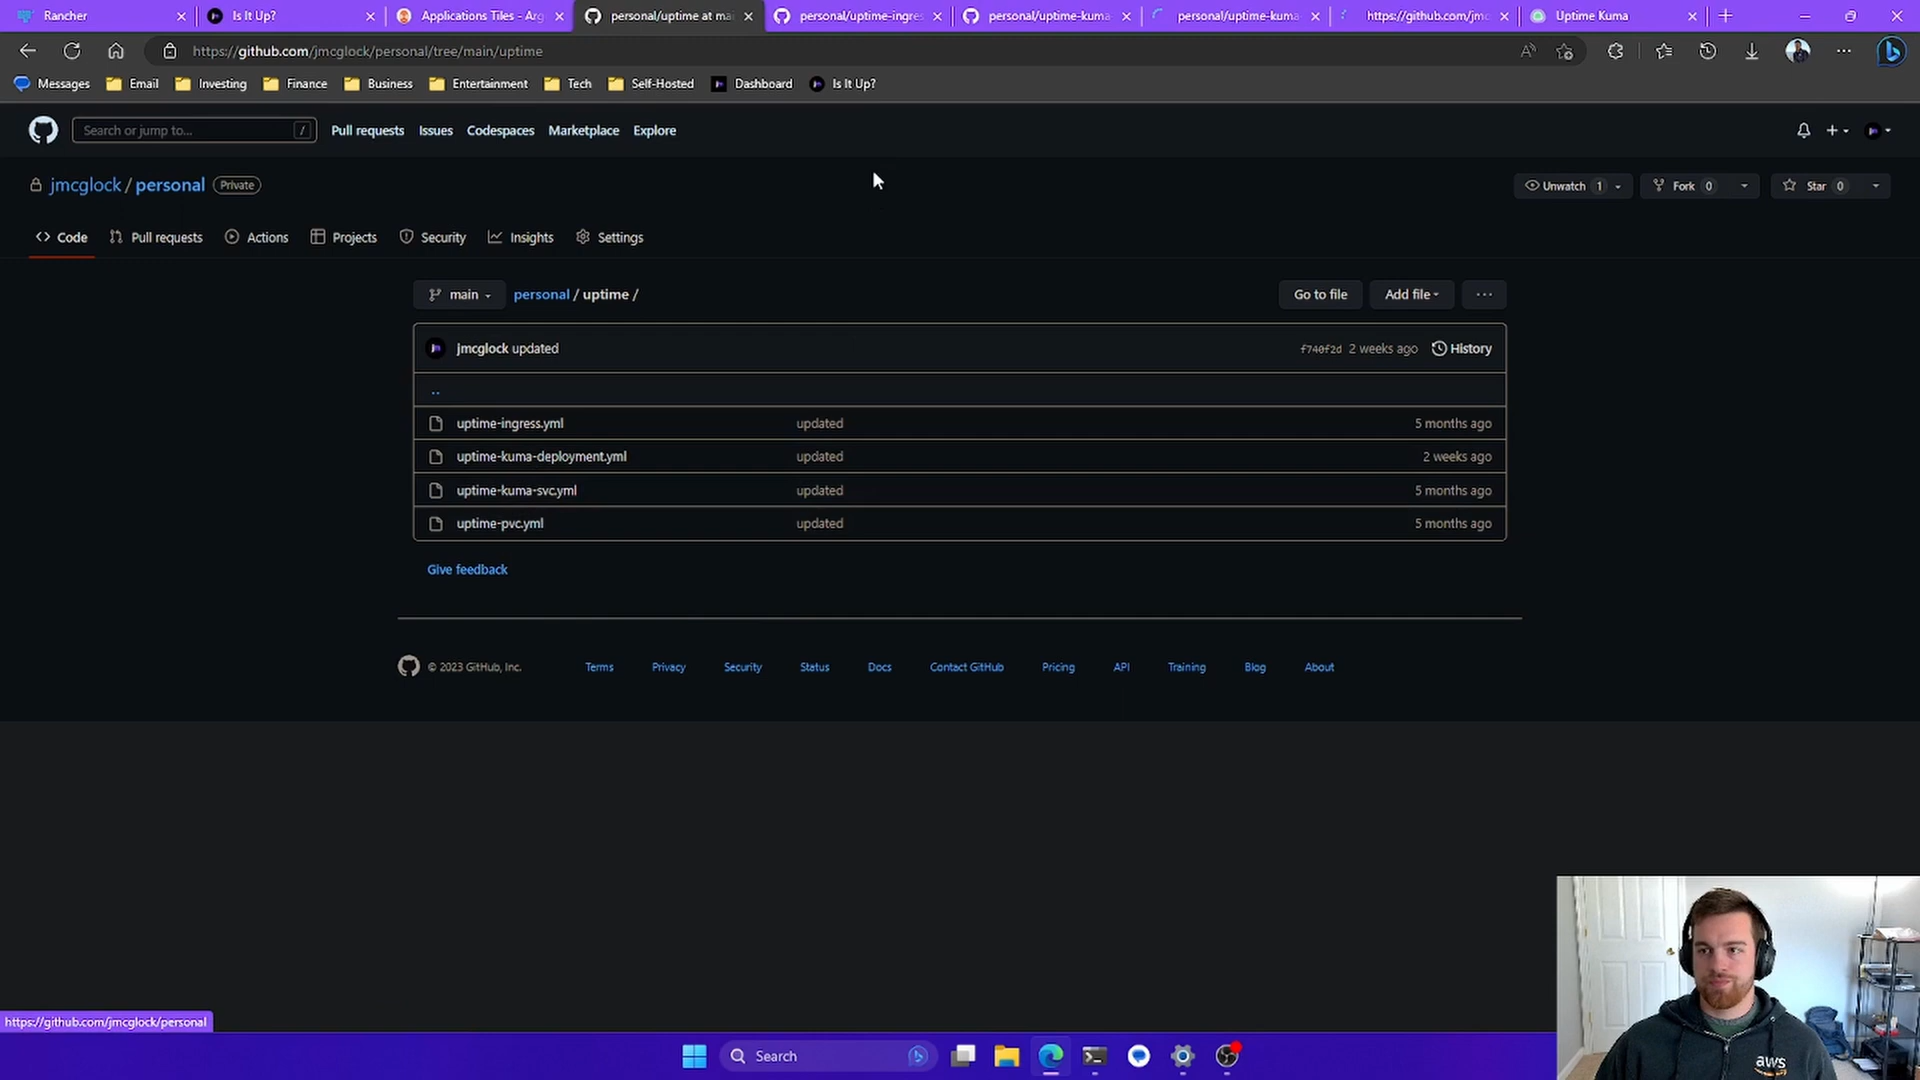 Rancher
Is It Up?
Applications Tiles - Arg
personal/uptime at ma
personal/uptime-ingres
personal/uptime-kuma
personal/uptime-kuma-
https://github.com/jmc
Uptime Kuma
https://github.com/jmcglock/personal/tree/main/uptime
Messages
Email
Investing
Finance
Business
Entertainment
Tech
Self-Hosted
Dashboard
Is It Up?
Search or jump to...
/
Pull requests
Issues
Codespaces
Marketplace
Explore
jmcglock / personal
Private
Unwatch 1
Fork 0
Star 0
Code
Pull requests
Actions
Projects
Security
Insights
Settings
main
personal / uptime /
Go to file
Add file
jmcglock updated
f740f2d 2 weeks ago
History
..
uptime-ingress.yml updated 5 months ago
uptime-kuma-deployment.yml updated 2 weeks ago
uptime-kuma-svc.yml updated 5 months ago
uptime-pvc.yml updated 5 months ago
Give feedback
© 2023 GitHub, Inc.
Terms
Privacy
Security
Status
Docs
Contact GitHub
Pricing
API
Training
Blog
About
https://github.com/jmcglock/personal
Search
aws